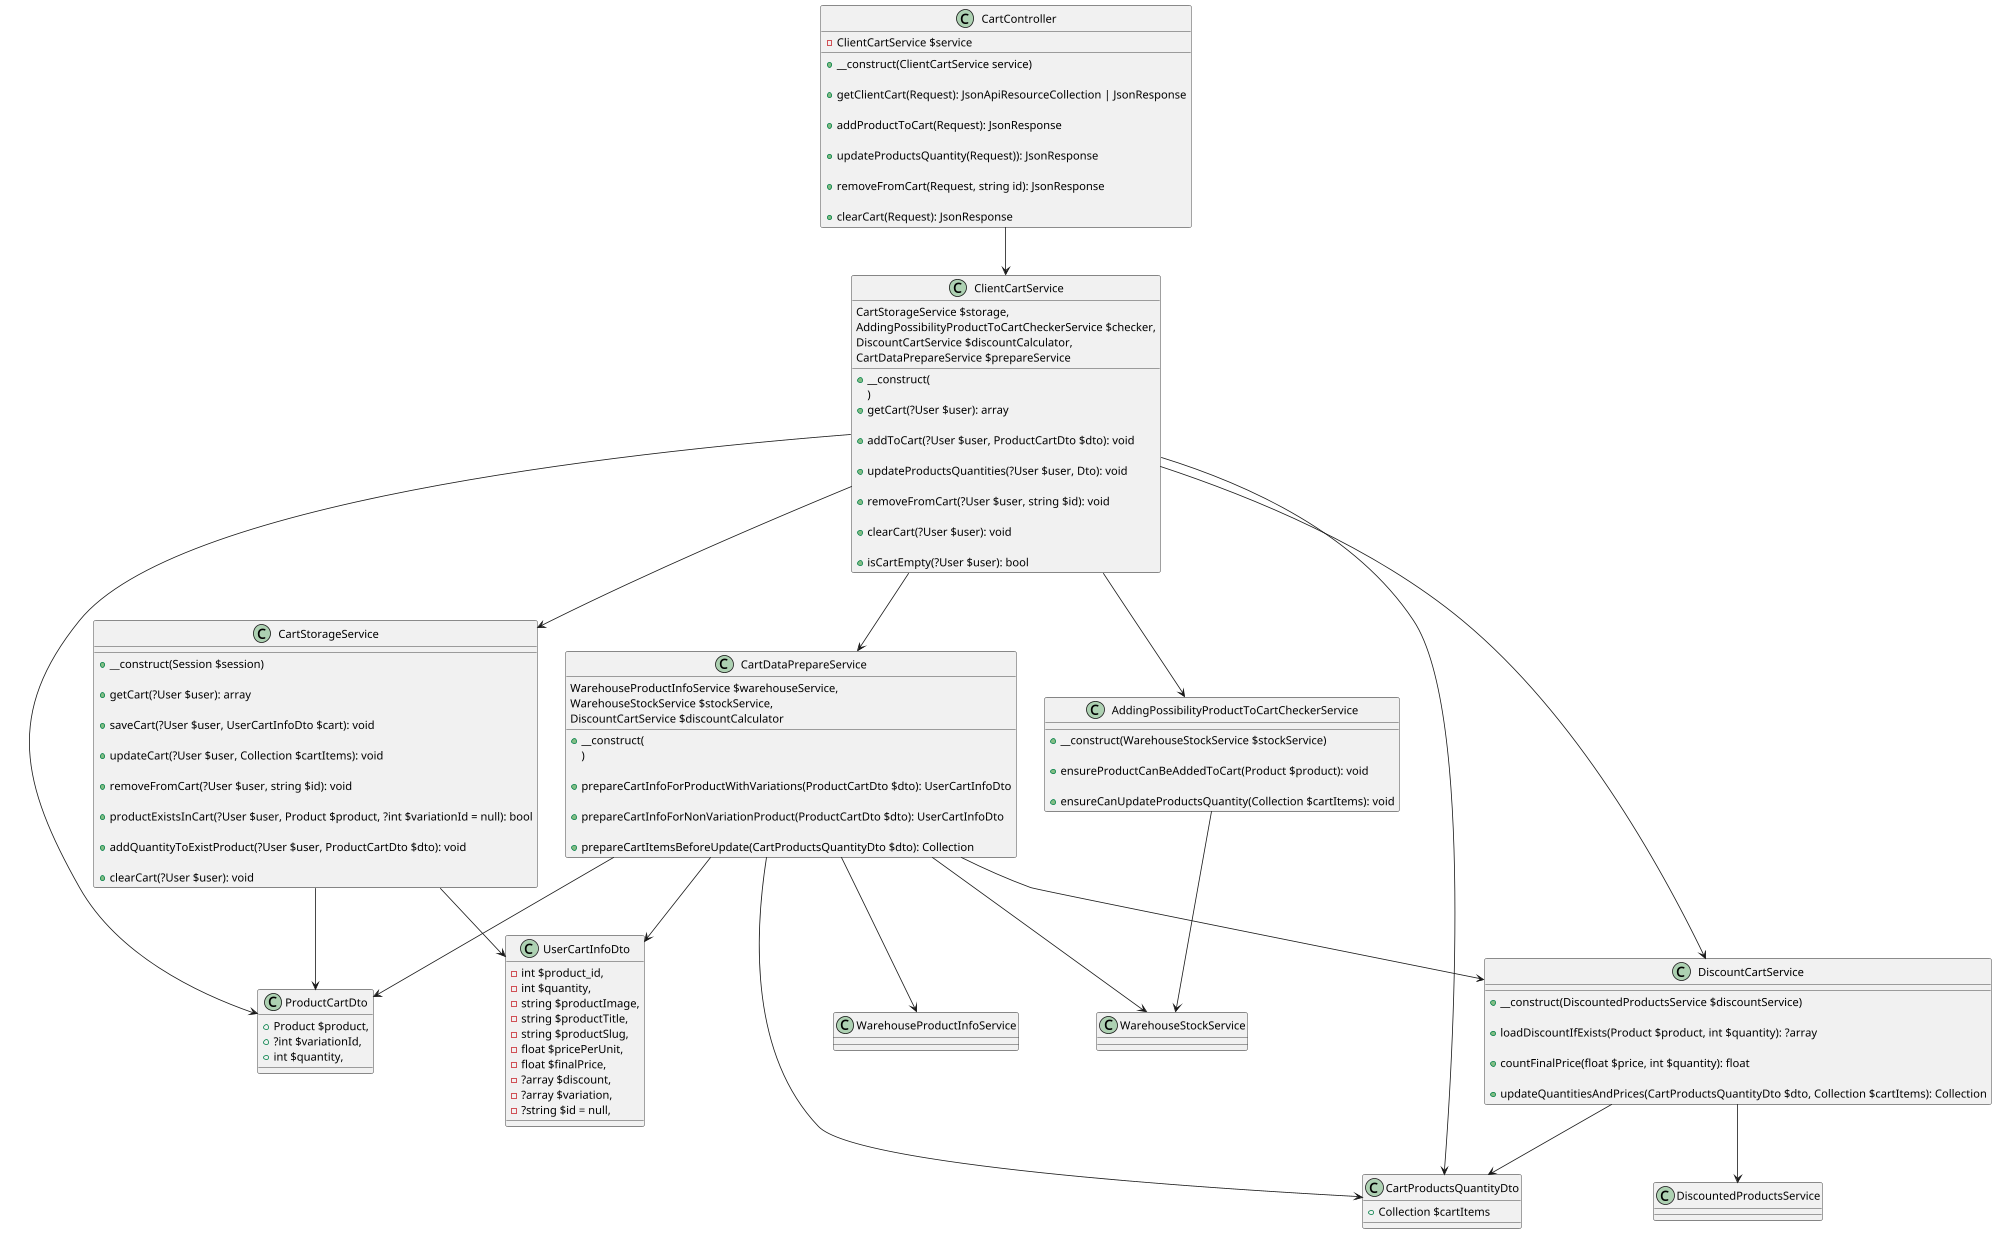 C CartController
ClientCartService $service
__construct(ClientCartService service)
getClientCart(Request): JsonApiResourceCollection | JsonResponse
addProductToCart(Request): JsonResponse
updateProductsQuantity(Request)): JsonResponse
removeFromCart(Request, string id): JsonResponse
clearCart(Request): JsonResponse
C ClientCartService
CartStorageService $storage,
AddingPossibilityProductToCartCheckerService $checker,
DiscountCartService $discountCalculator,
CartDataPrepareService $prepareService
__construct(
)
getCart(?User $user): array
addToCart(?User $user, ProductCartDto $dto): void
updateProductsQuantities(?User $user, Dto): void
removeFromCart(?User $user, string $id): void
clearCart(?User $user): void
isCartEmpty(?User $user): bool
C CartStorageService
__construct(Session $session)
getCart(?User $user): array
saveCart(?User $user, UserCartInfoDto $cart): void
updateCart(?User $user, Collection $cartItems): void
removeFromCart(?User $user, string $id): void
productExistsInCart(?User $user, Product $product, ?int $variationId = null): bool
addQuantityToExistProduct(?User $user, ProductCartDto $dto): void
clearCart(?User $user): void
C CartDataPrepareService
WarehouseProductInfoService $warehouseService,
WarehouseStockService $stockService,
DiscountCartService $discountCalculator
__construct(
)
prepareCartInfoForProductWithVariations(ProductCartDto $dto): UserCartInfoDto
prepareCartInfoForNonVariationProduct(ProductCartDto $dto): UserCartInfoDto
prepareCartItemsBeforeUpdate(CartProductsQuantityDto $dto): Collection
C AddingPossibilityProductToCartCheckerService
__construct(WarehouseStockService $stockService)
ensureProductCanBeAddedToCart(Product $product): void
ensureCanUpdateProductsQuantity(Collection $cartItems): void
C ProductCartDto
Product $product,
?int $variationId,
int $quantity,
C UserCartInfoDto
int $product_id,
int $quantity,
string $productImage,
string $productTitle,
string $productSlug,
float $pricePerUnit,
float $finalPrice,
?array $discount,
?array $variation,
?string $id = null,
C WarehouseProductInfoService
C WarehouseStockService
C DiscountCartService
__construct(DiscountedProductsService $discountService)
loadDiscountIfExists(Product $product, int $quantity): ?array
countFinalPrice(float $price, int $quantity): float
updateQuantitiesAndPrices(CartProductsQuantityDto $dto, Collection $cartItems): Collection
C CartProductsQuantityDto
Collection $cartItems
C DiscountedProductsService